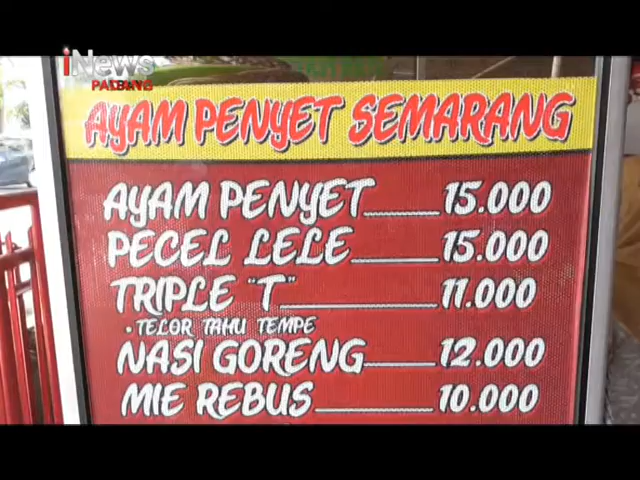 iNews
PADANG
AYAM PENYET SEMARANG
AYAM PENYET 15.000
PECEL LELE 15.000
TRIPLE "T" 11.000
• TELOR TAHU TEMPE
NASI GORENG 12.000
MIE REBUS 10.000